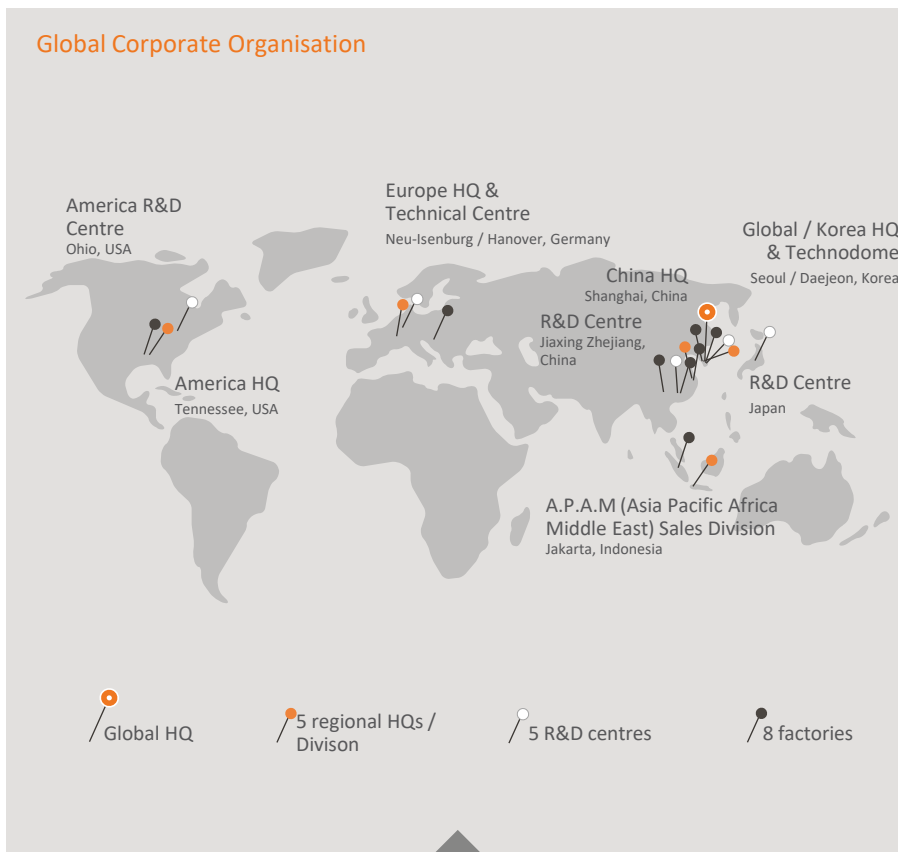 Global Corporate Organisation
America R&D
Centre
Ohio, USA
Europe HQ &
Technical Centre
Neu-Isenburg / Hanover, Germany
Global / Korea HQ
& Technodome
Seoul / Daejeon, Korea
China HQ
Shanghai, China
R&D Centre
Jiaxing Zhejiang,
China
America HQ
Tennessee, USA
R&D Centre
Japan
A.P.A.M (Asia Pacific Africa
Middle East) Sales Division
Jakarta, Indonesia
Global HQ
5 regional HQs /
Divison
5 R&D centres
8 factories